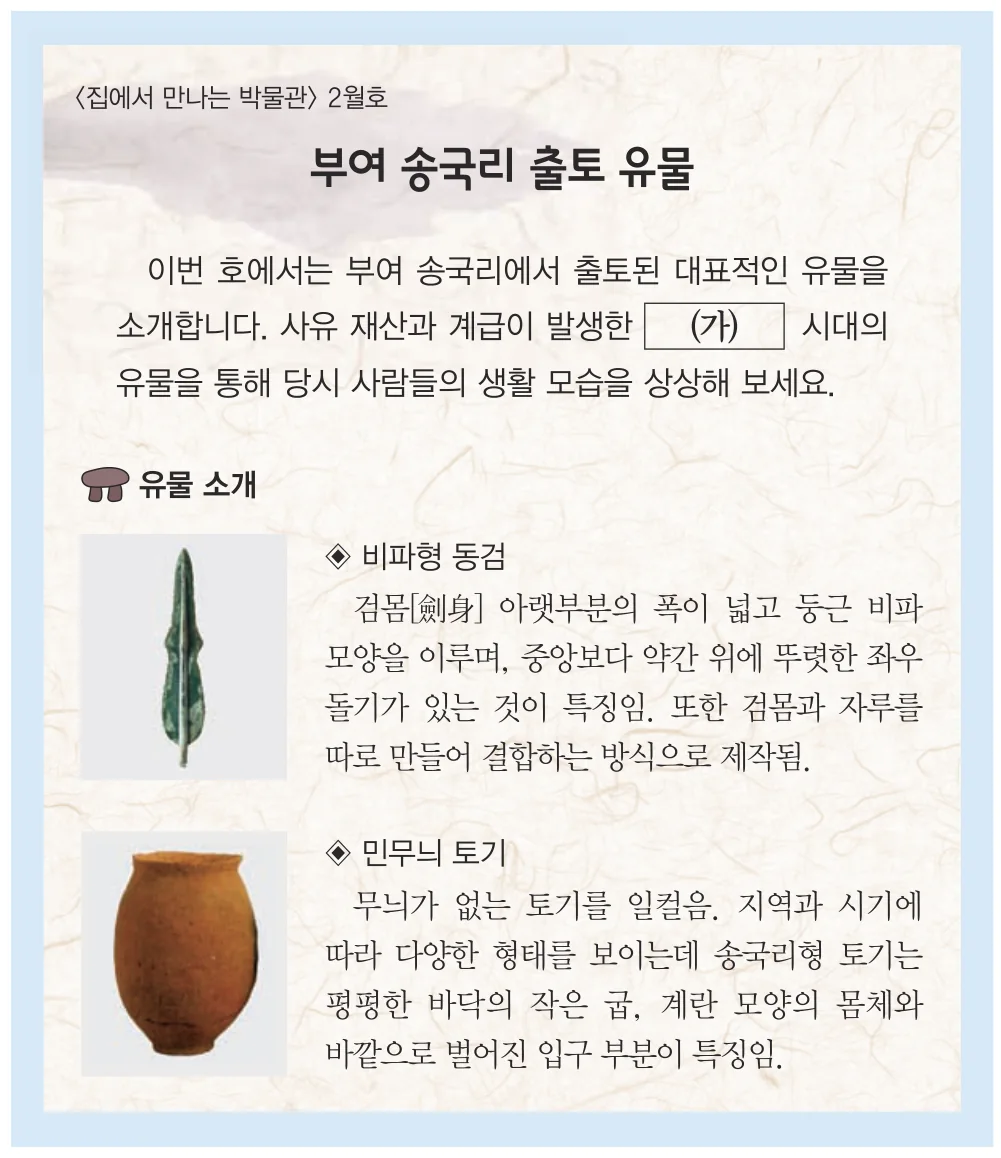 〈집에서 만나는 박물관〉 2월호
부여 송국리 출토 유물
이번 호에서는 부여 송국리에서 출토된 대표적인 유물을
소개합니다. 사유 재산과 계급이 발생한 (가) 시대의
유물을 통해 당시 사람들의 생활 모습을 상상해 보세요.
유물 소개
◈ 비파형 동검
검몸[劍身] 아랫부분의 폭이 넓고 둥근 비파
모양을 이루며, 중앙보다 약간 위에 뚜렷한 좌우
돌기가 있는 것이 특징임. 또한 검몸과 자루를
따로 만들어 결합하는 방식으로 제작됨.
◈ 민무늬 토기
무늬가 없는 토기를 일컬음. 지역과 시기에
따라 다양한 형태를 보이는데 송국리형 토기는
평평한 바닥의 작은 굽, 계란 모양의 몸체와
바깥으로 벌어진 입구 부분이 특징임.